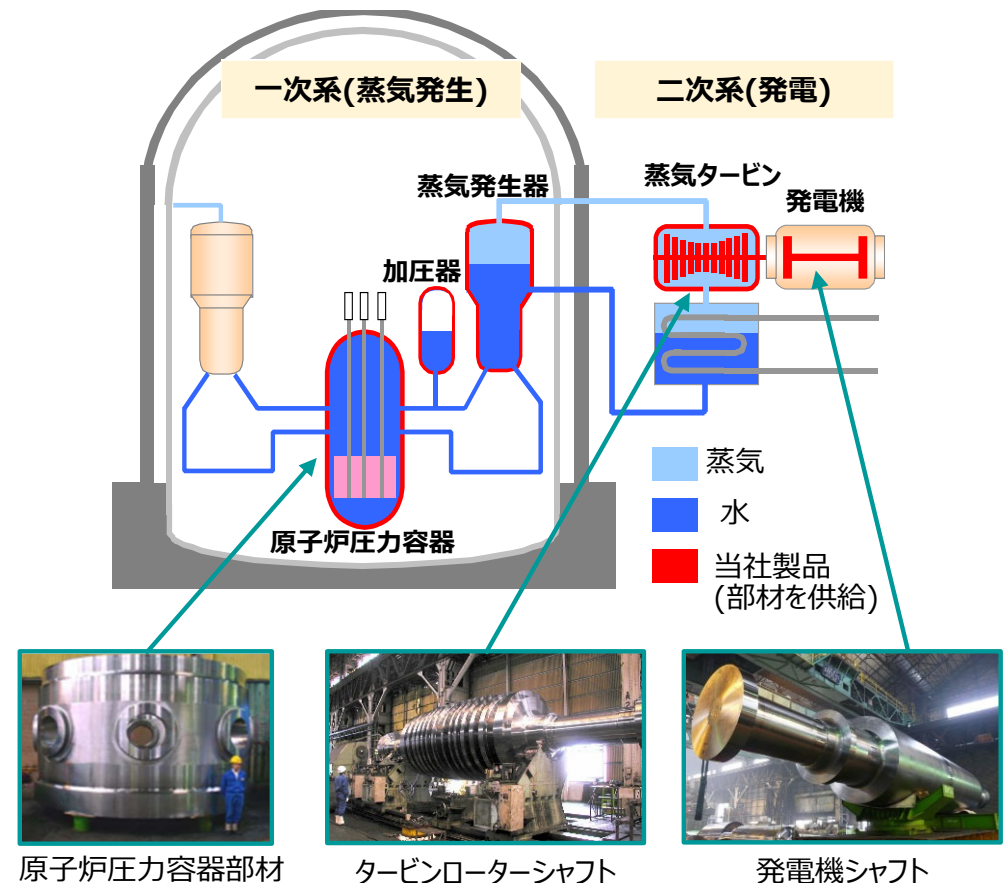 一次系(蒸気発生)
二次系(発電)
蒸気発生器
蒸気タービン
発電機
加圧器
原子炉圧力容器
蒸気
水
当社製品
(部材を供給)
原子炉圧力容器部材
タービンローターシャフト
発電機シャフト